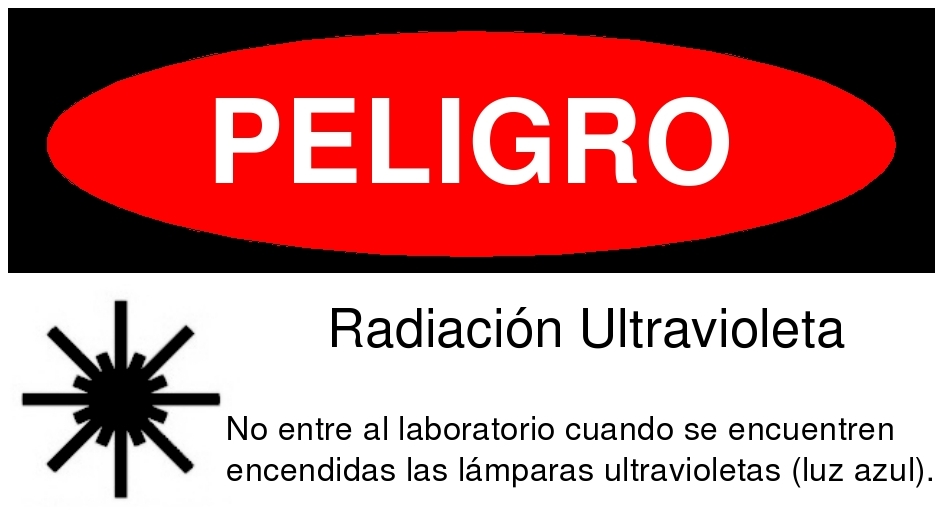 PELIGRO
Radiación Ultravioleta
No entre al laboratorio cuando se encuentren
encendidas las lámparas ultravioletas (luz azul).